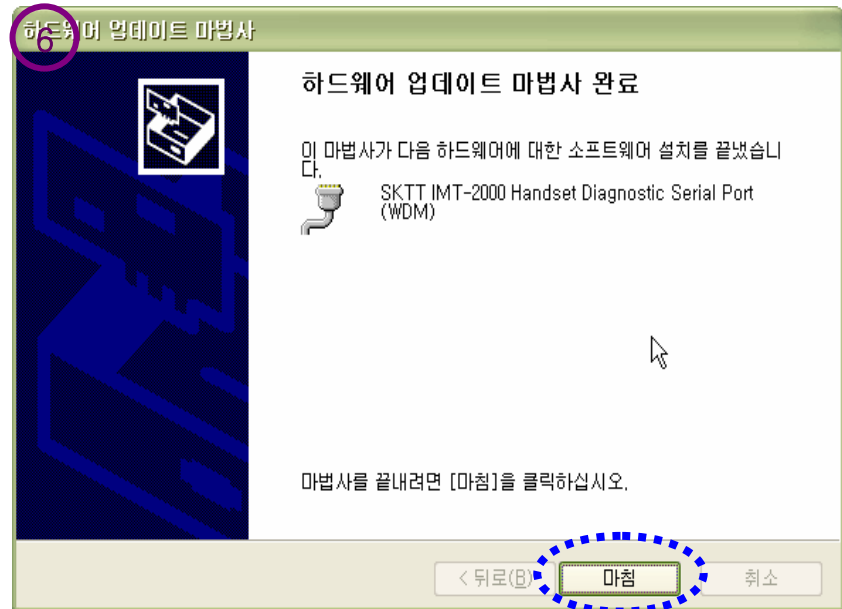 6
하드웨어 업데이트 마법사
하드웨어 업데이트 마법사 완료
이 마법사가 다음 하드웨어에 대한 소프트웨어 설치를 끝냈습니
다.
SKTT IMT-2000 Handset Diagnostic Serial Port
(WDM)
마법사를 끝내려면 [마침]을 클릭하십시오.
< 뒤로(B)
마침
취소